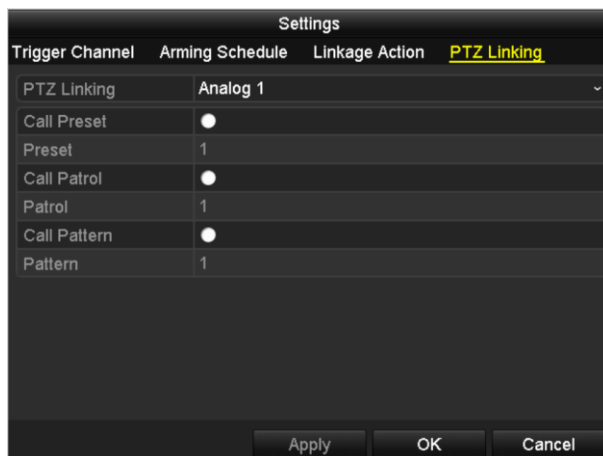 Settings
Trigger Channel Arming Schedule Linkage Action PTZ Linking
PTZ Linking Analog 1
Call Preset
Preset 1
Call Patrol
Patrol 1
Call Pattern
Pattern 1
Apply OK Cancel